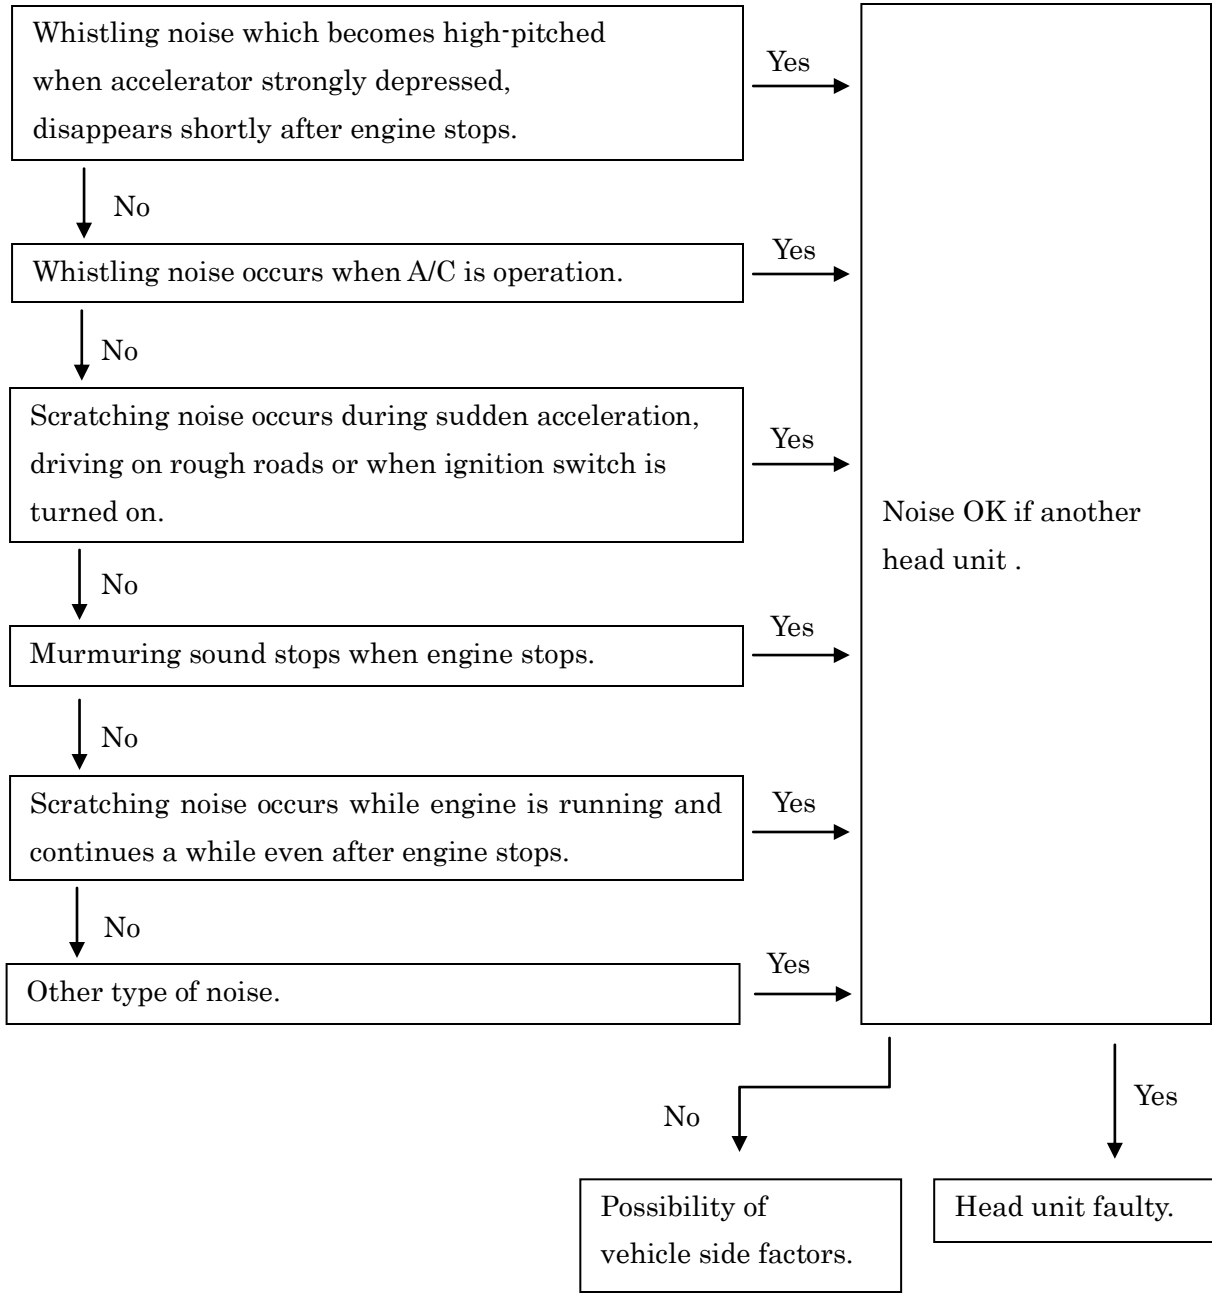 Whistling noise which becomes high-pitched
when accelerator strongly depressed,
disappears shortly after engine stops.
Yes
No
Whistling noise occurs when A/C is operation.
Yes
No
Scratching noise occurs during sudden acceleration,
driving on rough roads or when ignition switch is
turned on.
Yes
Noise OK if another
head unit .
No
Murmuring sound stops when engine stops.
Yes
No
Scratching noise occurs while engine is running and
continues a while even after engine stops.
Yes
No
Other type of noise.
Yes
No
Yes
Possibility of
vehicle side factors.
Head unit faulty.